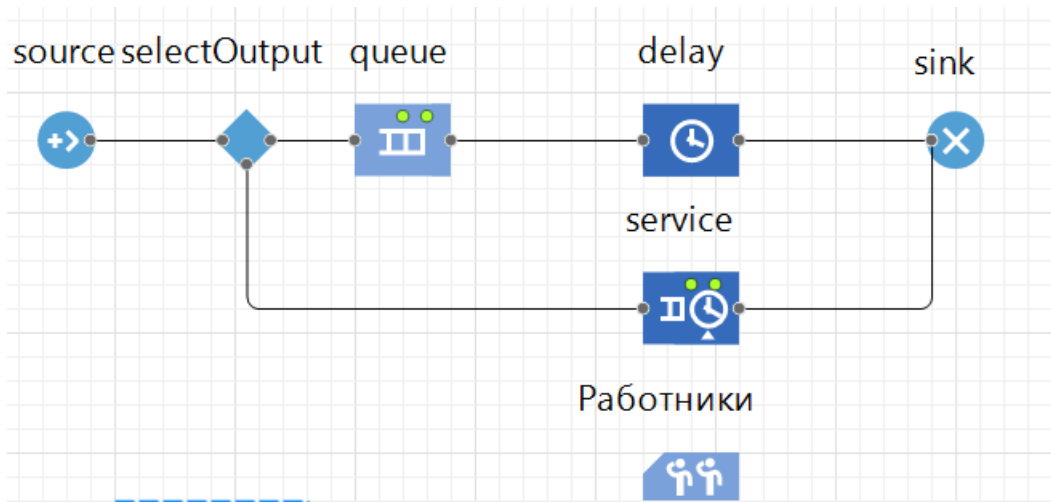 source selectOutput queue delay sink
service
Работники